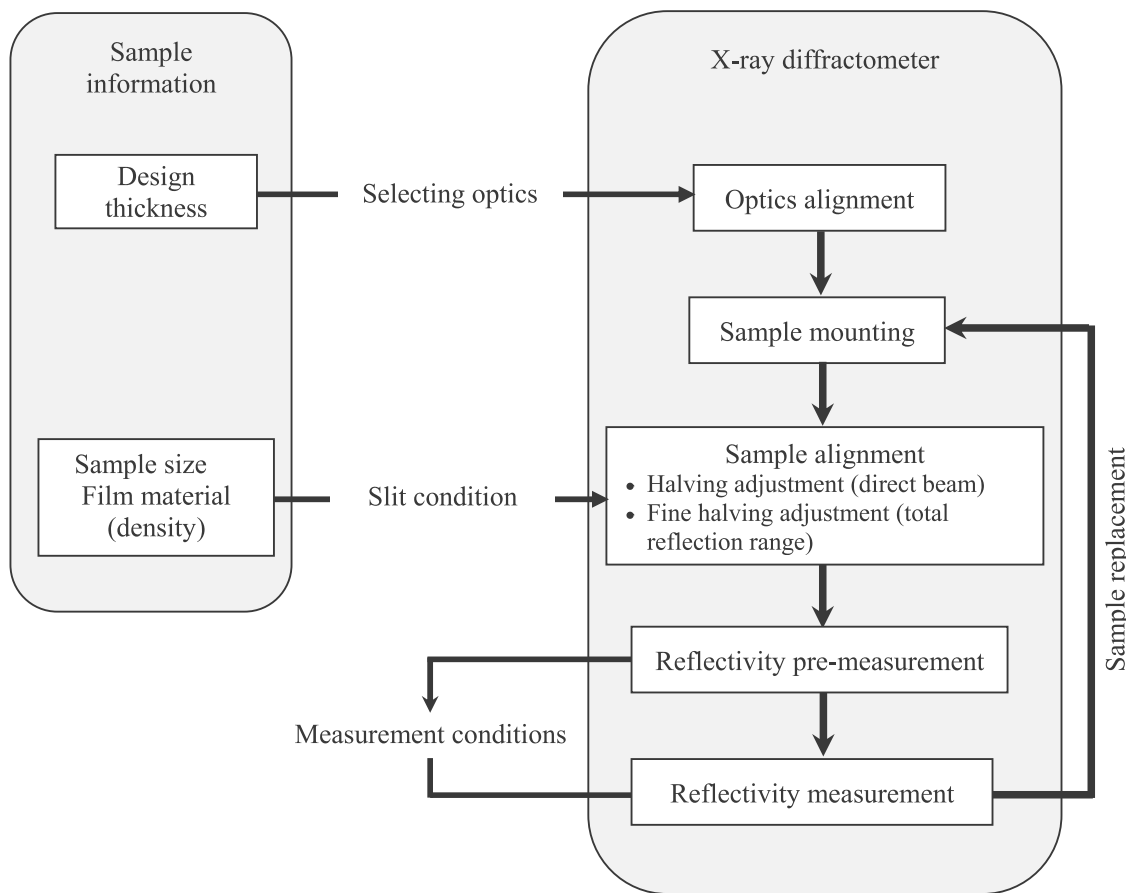 Sample
information
Design
thickness
Sample size
Film material
(density)
Selecting optics
Slit condition
Measurement conditions
X-ray diffractometer
Optics alignment
Sample mounting
Sample alignment
• Halving adjustment (direct beam)
• Fine halving adjustment (total
reflection range)
Reflectivity pre-measurement
Reflectivity measurement
Sample replacement